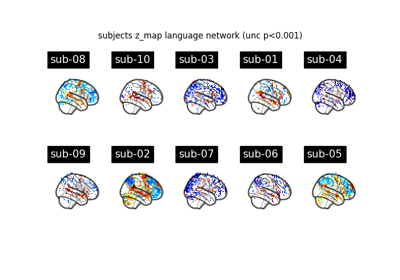 subjects z_map language network (unc p<0.001)
sub-08 sub-10 sub-03 sub-01 sub-04
sub-09 sub-02 sub-07 sub-06 sub-05